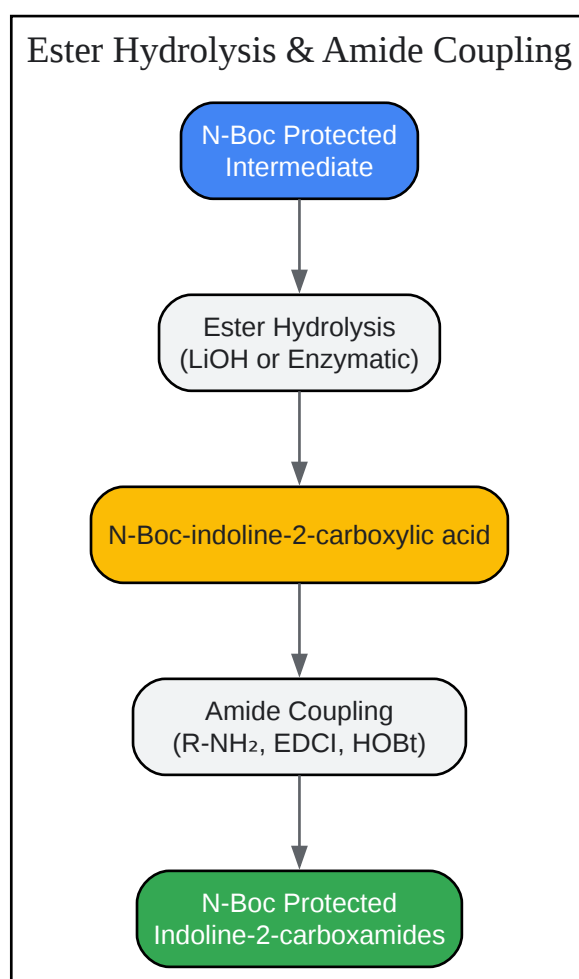 Ester Hydrolysis & Amide Coupling
N-Boc Protected
Intermediate
Ester Hydrolysis
(LiOH or Enzymatic)
N-Boc-indoline-2-carboxylic acid
Amide Coupling
(R-NH₂, EDCI, HOBt)
N-Boc Protected
Indoline-2-carboxamides